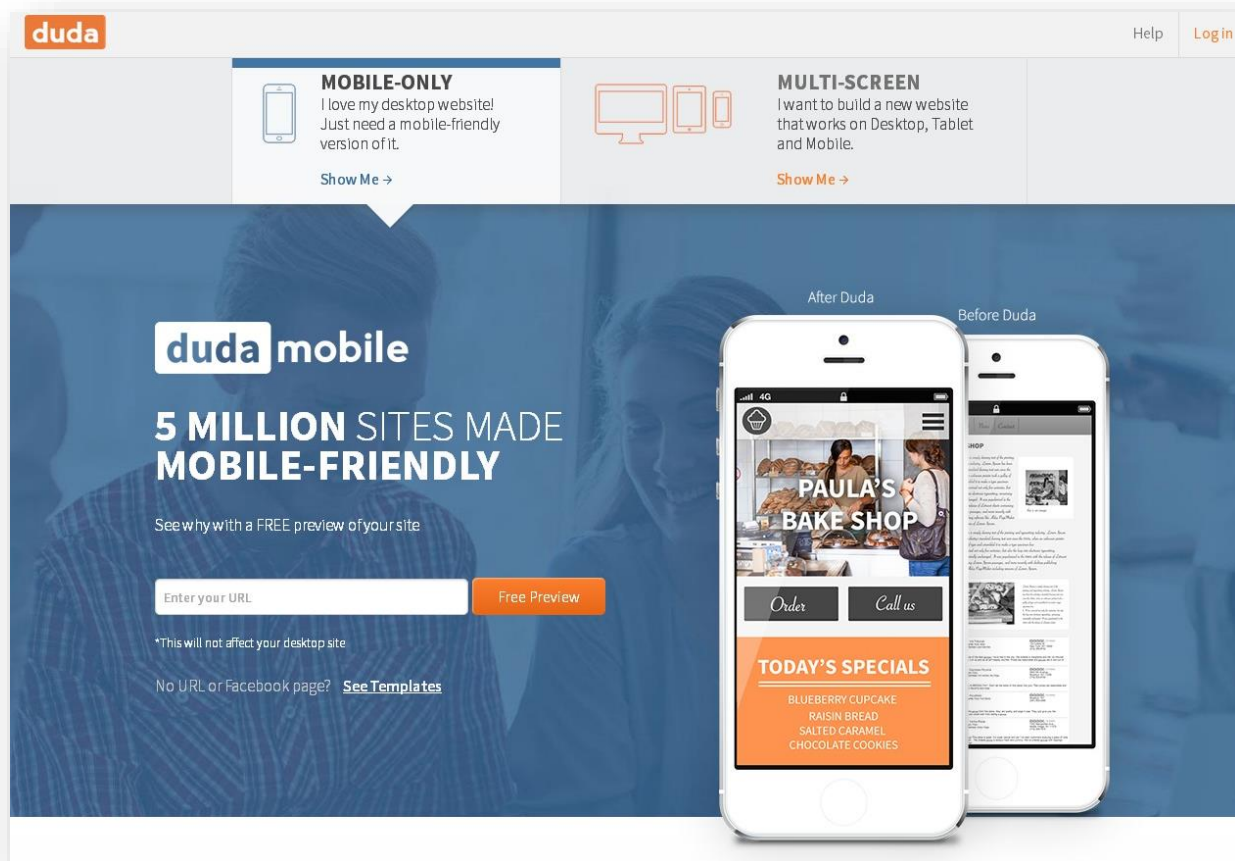 duda
Help
Login
MOBILE-ONLY
I love my desktop website!
Just need a mobile-friendly
version of it.
Show Me →
MULTI-SCREEN
I want to build a new website
that works on Desktop, Tablet
and Mobile.
Show Me →
duda mobile
5 MILLION SITES MADE
MOBILE-FRIENDLY
See why with a FREE preview of your site
Enter your URL
Free Preview
*This will not affect your desktop site
No URL or Facebook page? See Templates
After Duda
4G
PAULA'S
BAKE SHOP
Order
Call us
TODAY'S SPECIALS
BLUEBERRY CUPCAKE
RAISIN BREAD
SALTED CARAMEL
CHOCOLATE COOKIES
Before Duda
Contact
SHOP